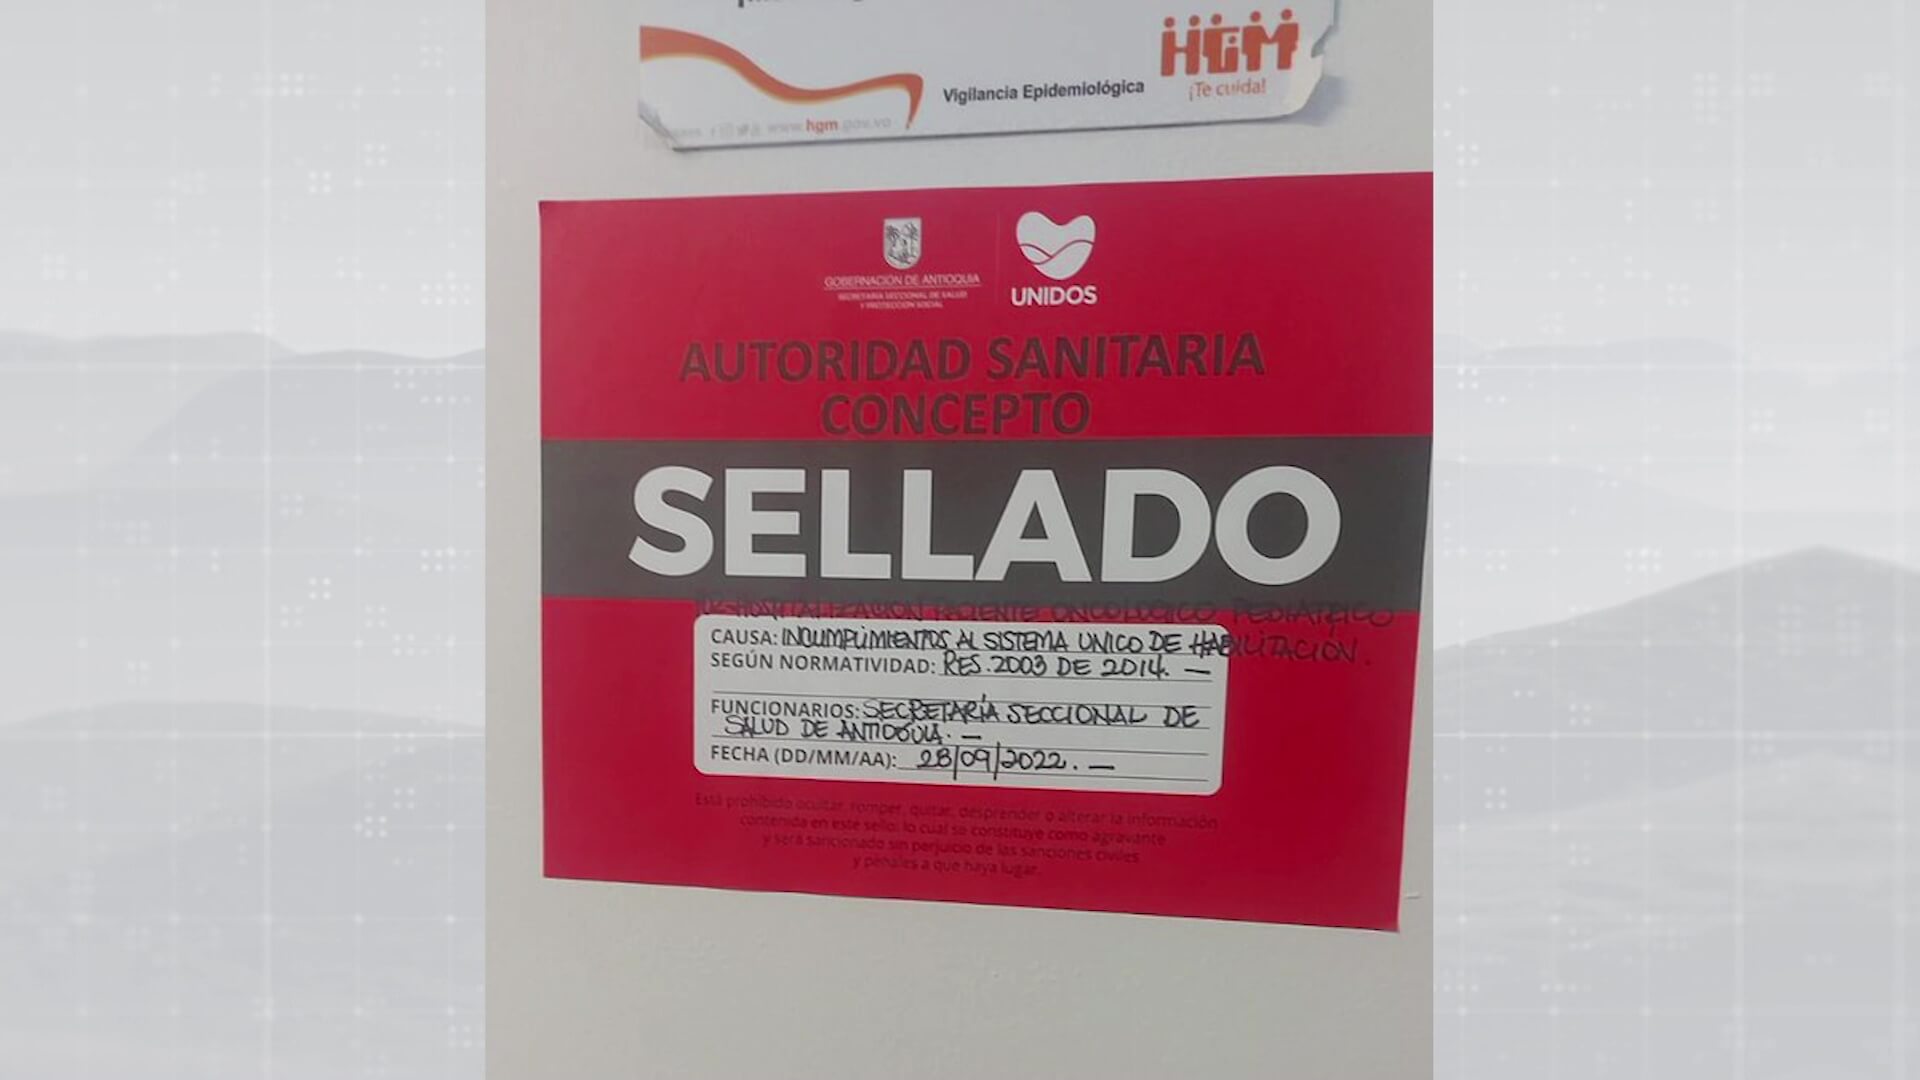 Vigilancia Epidemiológica
HGM
¡Te cuida!
www.hgm.gov.vo
GOBERNACIÓN DE ANTIOQUIA
SECRETARÍA SECCIONAL DE SALUD
Y PROTECCIÓN SOCIAL
UNIDOS
AUTORIDAD SANITARIA
CONCEPTO
SELLADO
HOSPITALIZACIÓN PACIENTE ONCOLOGICO PEDIÁTRICO
CAUSA: INCUMPLIMIENTOS AL SISTEMA UNICO DE HABILITACIÓN.
SEGÚN NORMATIVIDAD: RES. 2003 DE 2014. —
FUNCIONARIOS: SECRETARÍA SECCIONAL DE
SALUD DE ANTIOQUIA. —
FECHA (DD/MM/AA): 28/09/2022. —
Está prohibido ocultar, romper, quitar, desprender o alterar la información
contenida en este sello, lo cual se constituye como agravante
y será sancionado sin perjuicio de las sanciones civiles
y penales a que haya lugar.